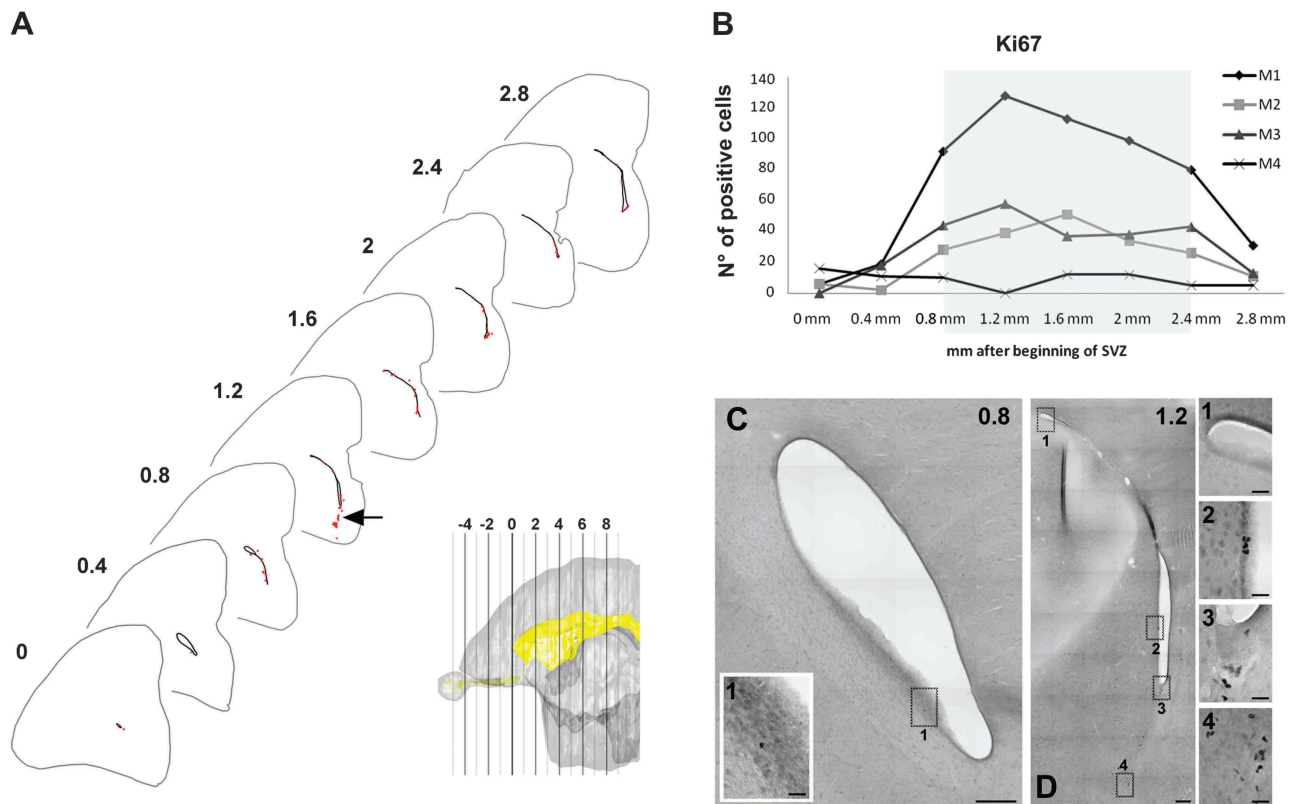 A
2.8
2.4
2
1.6
1.2
0.8
0.4
0
-4 -2 0 2 4 6 8
B
Ki67
N° of positive cells
140
120
100
80
60
40
20
0
0 mm 0.4 mm 0.8 mm 1.2 mm 1.6 mm 2 mm 2.4 mm 2.8 mm
mm after beginning of SVZ
M1
M2
M3
M4
C
0.8
1
1
1.2
1
2
3
4
D
1
2
3
4